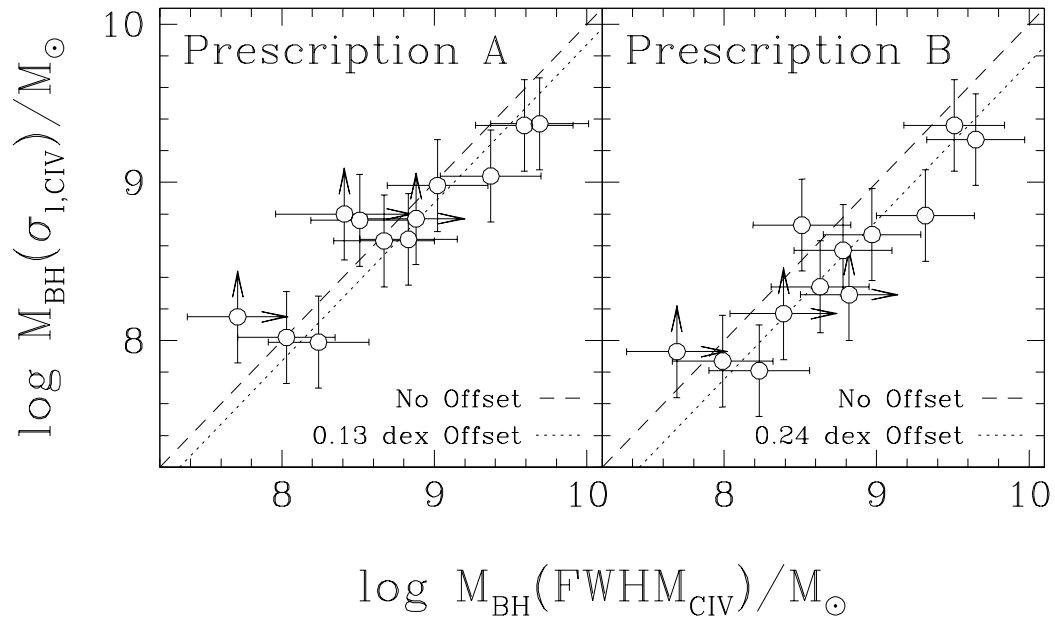 log M_BH(σ_l,CIV)/M_⊙
10
9
8
Prescription A
No Offset
0.13 dex Offset
Prescription B
No Offset
0.24 dex Offset
8 9 10 8 9 10
log M_BH(FWHM_CIV)/M_⊙